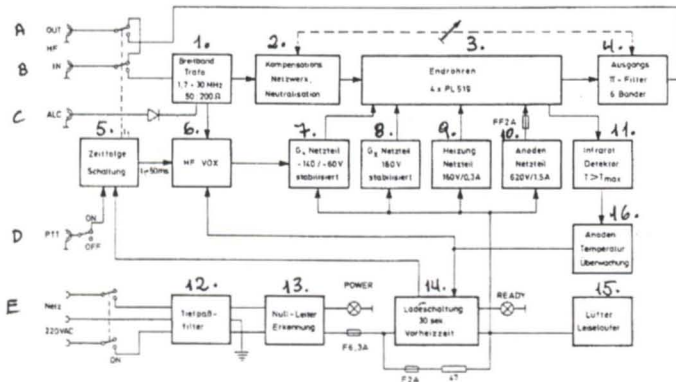 A
OUT
HF
B
IN
C
ALC
1.
Breitband
Trafo
1,7 - 30 MHz
50 : 200 Ω
2.
Kompensations
Netzwerk,
Neutralisation
3.
Endröhren
4 x PL 519
4.
Ausgangs
π - Filter
6 Bänder
5.
Zeitfolge
Schaltung
t=50ms
6.
HF VOX
7.
G₁ Netzteil
-140 / -60V
stabilisiert
8.
G₂ Netzteil
160V
stabilisiert
9.
Heizung
Netzteil
160V/0,3A
FF2A
10.
Anoden
Netzteil
620V/1,5A
11.
Infrarot
Detektor
T > Tmax
16.
Anoden
Temperatur
Überwachung
D
PTT
ON
OFF
E
Netz
220VAC
ON
12.
Tiefpaß-
filter
13.
Null-Leiter
Erkennung
POWER
F6,3A
14.
Ladeschaltung
30 sek.
Vorheizzeit
READY
F2A
47
15.
Lüfter
Leiseläufer